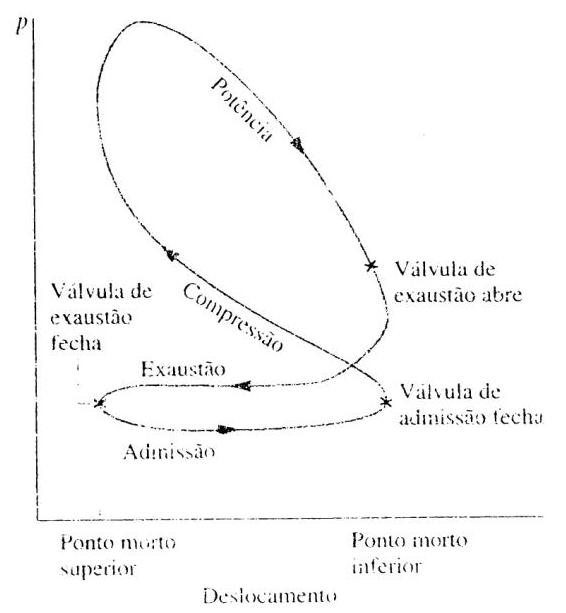 p
Potência
Válvula de
exaustão abre
Válvula de
exaustão
fecha
Compressão
Exaustão
Válvula de
admissão fecha
Admissão
Ponto morto
superior
Ponto morto
inferior
Deslocamento